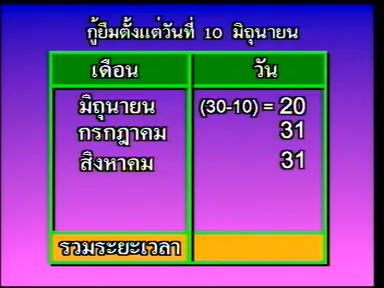 กู้ยืมตั้งแต่วันที่ 10 มิถุนายน
เดือน วัน
มิถุนายน (30-10) = 20
กรกฎาคม 31
สิงหาคม 31
รวมระยะเวลา